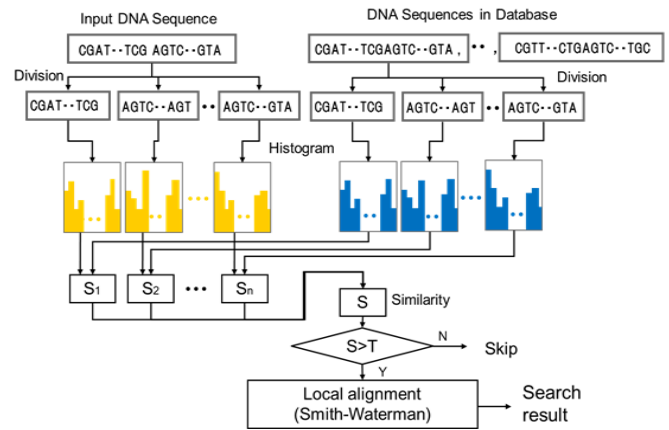 Input DNA Sequence
DNA Sequences in Database
CGAT··TCG AGTC··GTA
CGAT··TCGAGTC··GTA, ··, CGTT··CTGAGTC··TGC
Division
Division
CGAT··TCG
AGTC··AGT
··
AGTC··GTA
CGAT··TCG
AGTC··AGT
··
AGTC··GTA
Histogram
S1
S2
Sn
S
Similarity
S>T
N
Skip
Y
Local alignment
(Smith-Waterman)
Search
result